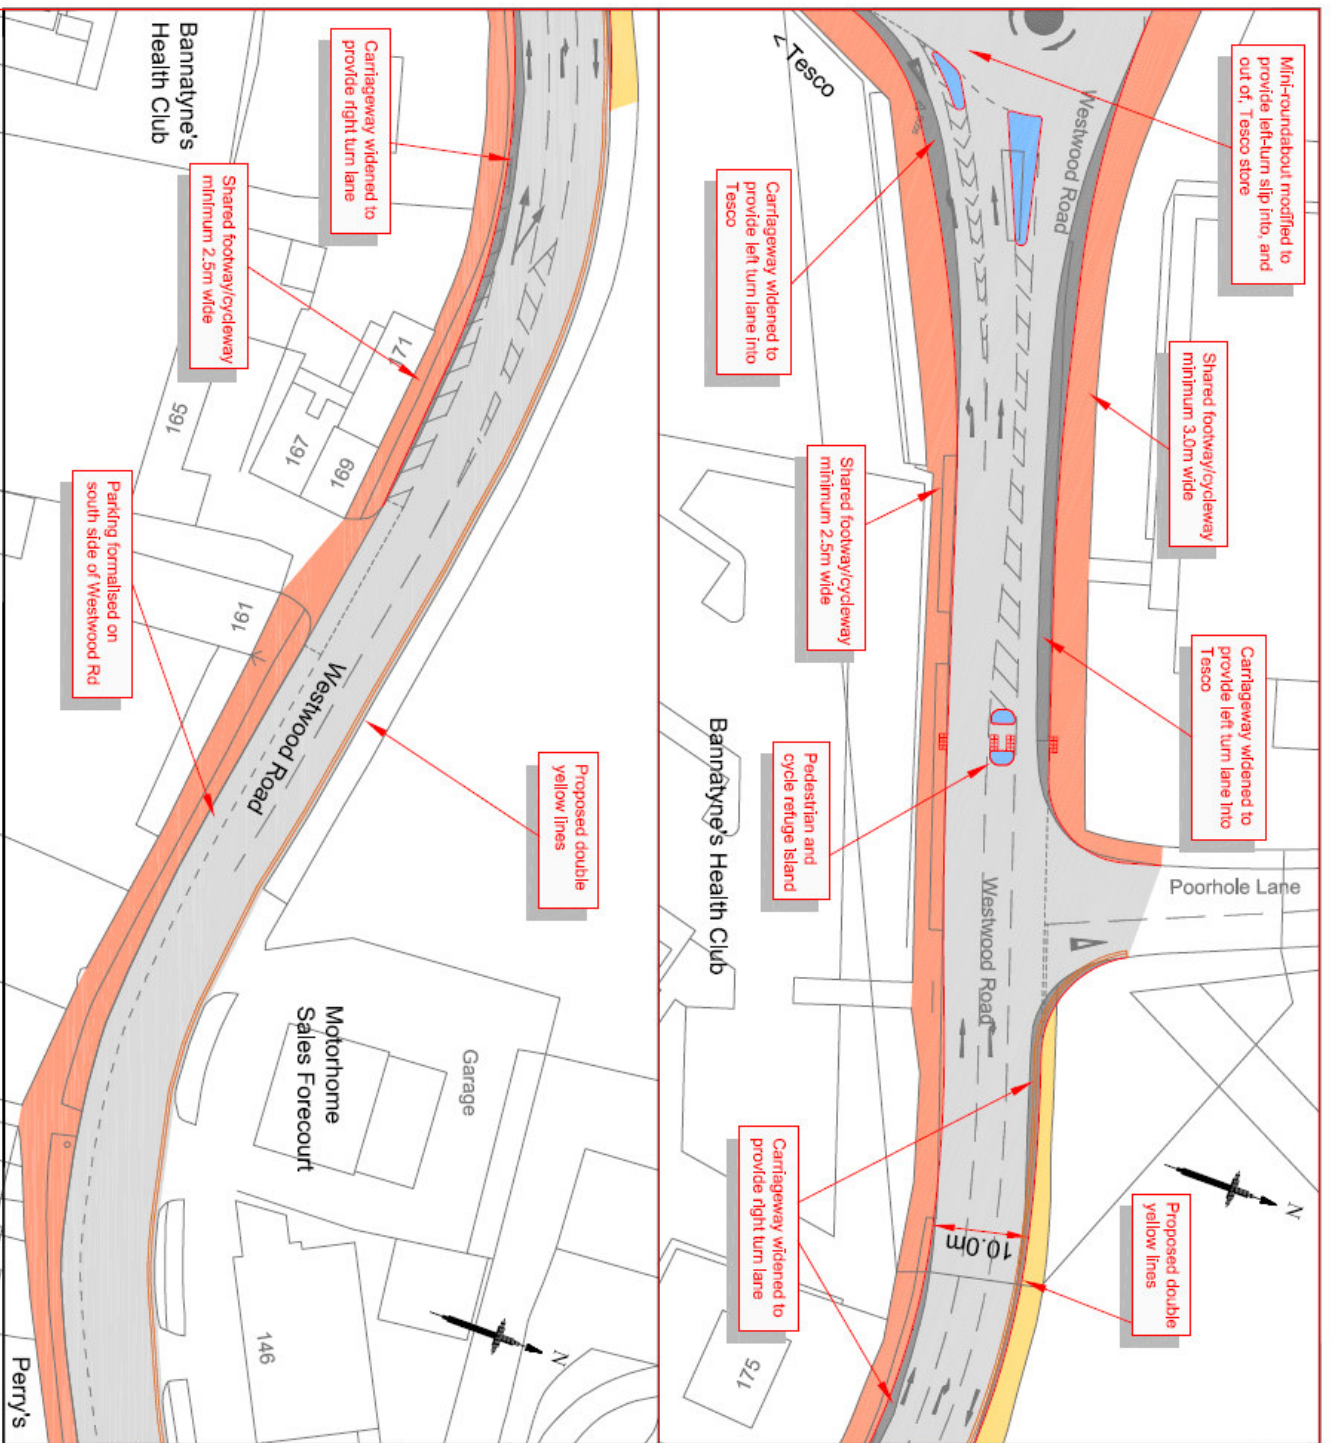 Mini-roundabout modified to
provide left-turn slip into, and
out of, Tesco store
Westwood Road
< Tesco
Carriageway widened to
provide left turn lane into
Tesco
Shared footway/cycleway
minimum 3.0m wide
Shared footway/cycleway
minimum 2.5m wide
Carriageway widened to
provide left turn lane into
Tesco
Pedestrian and
cycle refuge island
Bannatyne's Health Club
Westwood Road
Poorhole Lane
Carriageway widened to
provide right turn lane
10.0m
Proposed double
yellow lines
N
175
Bannatyne's
Health Club
Carriageway widened to
provide right turn lane
Shared footway/cycleway
minimum 2.5m wide
171
165
167
169
Parking formalised on
south side of Westwood Rd
161
Westwood Road
Proposed double
yellow lines
Motorhome
Sales Forecourt
Garage
146
N
Perry's